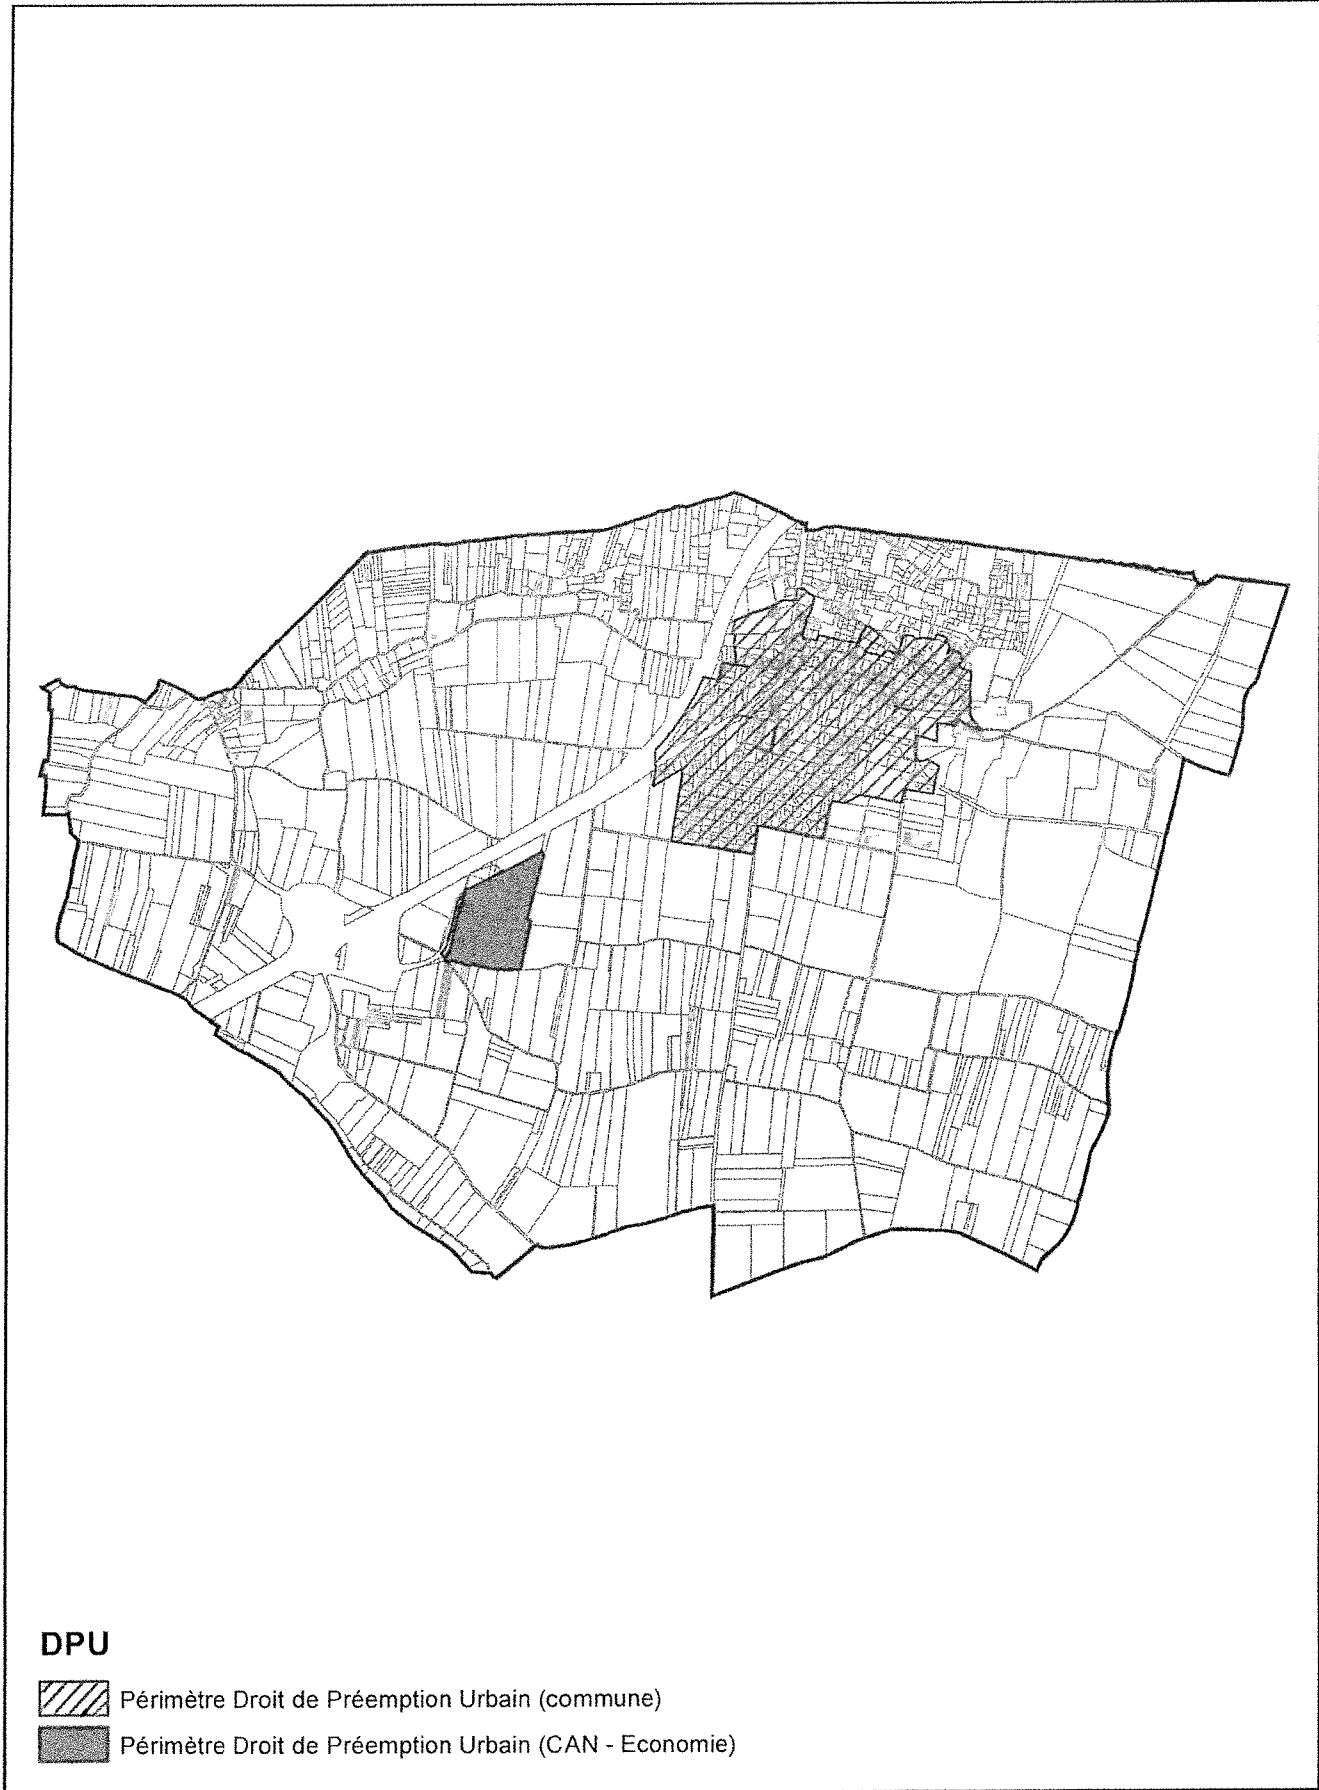 DPU
Périmètre Droit de Préemption Urbain (commune)
Périmètre Droit de Préemption Urbain (CAN - Economie)